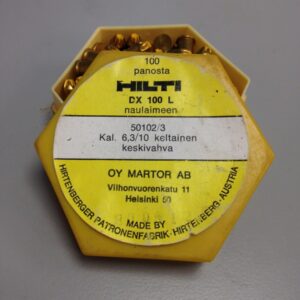 100
panosta
HILTI
DX 100 L
naulaimeen
50102/3
Kal. 6,3/10 keltainen
keskivahva
OY MARTOR AB
Vilhonvuorenkatu 11
Helsinki 50
MADE BY
HIRTENBERGER PATRONENFABRIK·HIRTENBERG·AUSTRIA